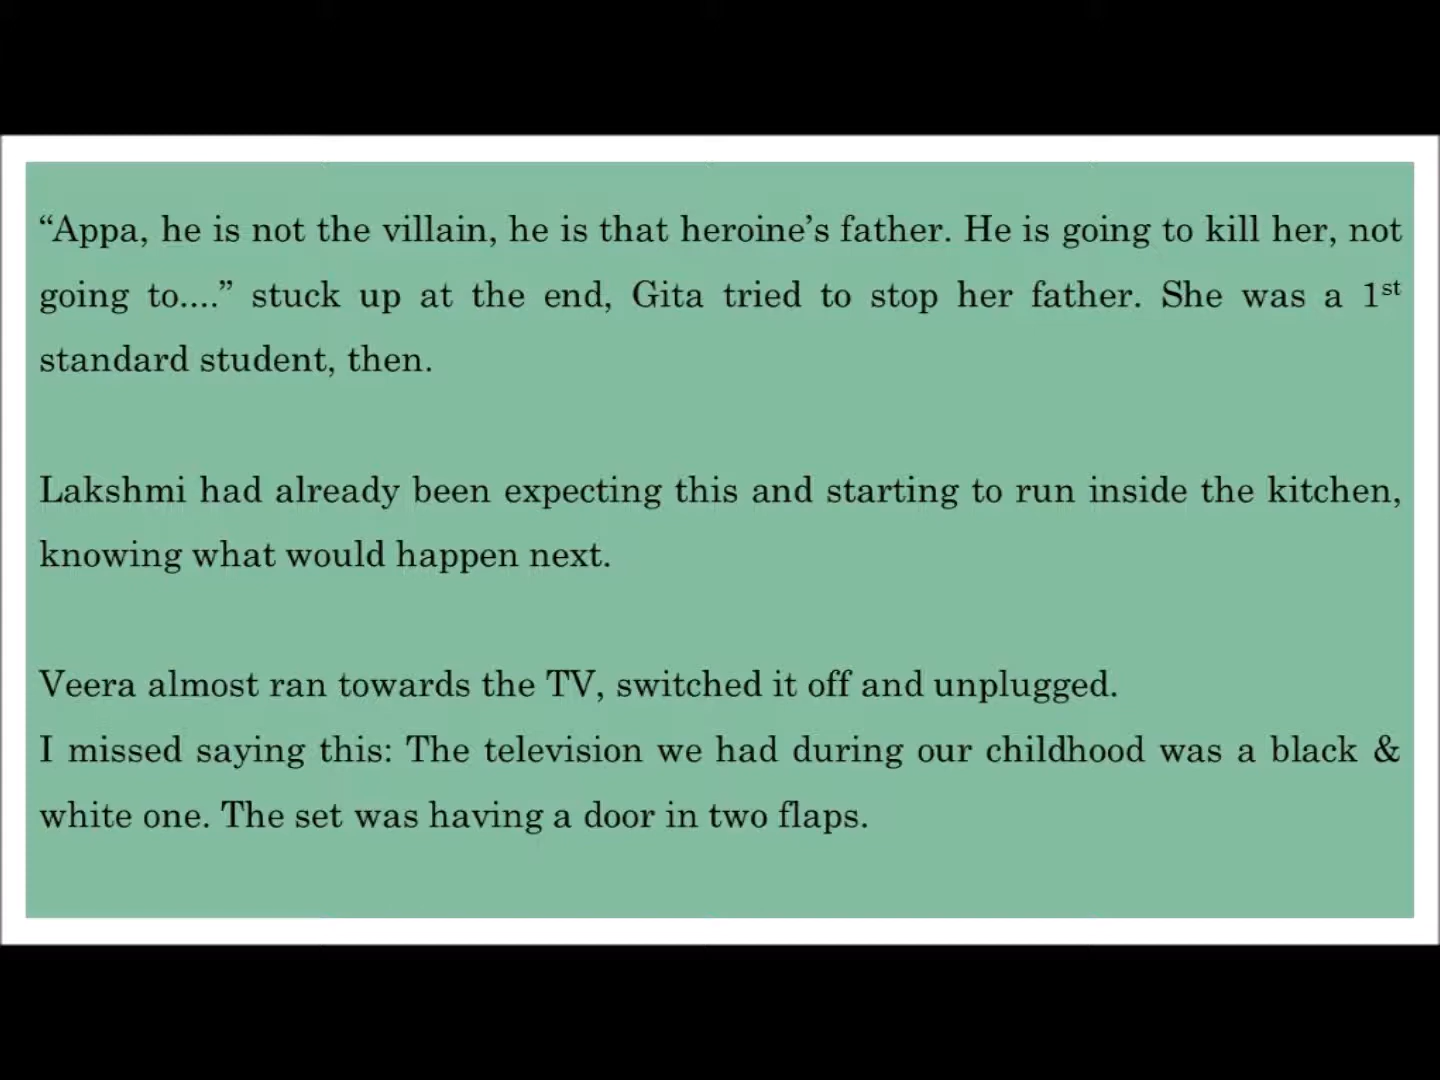 “Appa, he is not the villain, he is that heroine’s father. He is going to kill her, not
going to....” stuck up at the end, Gita tried to stop her father. She was a 1st
standard student, then.
Lakshmi had already been expecting this and starting to run inside the kitchen,
knowing what would happen next.
Veera almost ran towards the TV, switched it off and unplugged.
I missed saying this: The television we had during our childhood was a black &
white one. The set was having a door in two flaps.